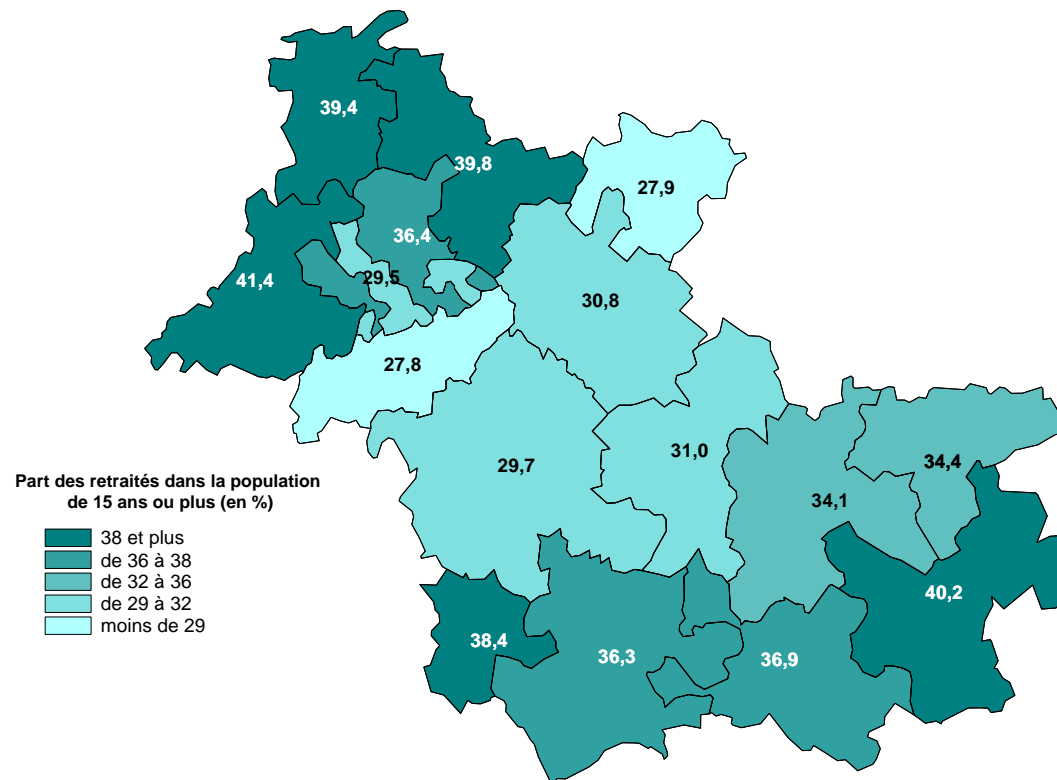 39,4
39,8
27,9
36,4
41,4
29,5
30,8
27,8
29,7
31,0
34,4
34,1
Part des retraités dans la population
de 15 ans ou plus (en %)
38 et plus
de 36 à 38
de 32 à 36
de 29 à 32
moins de 29
40,2
38,4
36,3
36,9